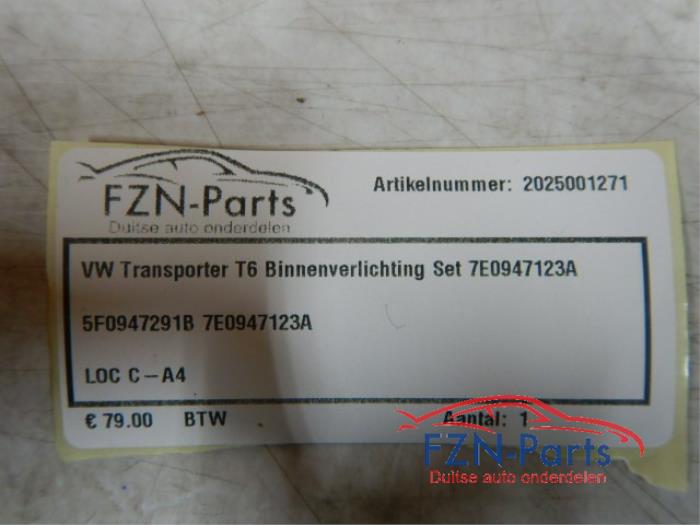 FZN-Parts
Duitse auto onderdelen
Artikelnummer: 2025001271
VW Transporter T6 Binnenverlichting Set 7E0947123A
5F0947291B 7E0947123A
LOC C-A4
€ 79.00 BTW Aantal: 1
FZN-Parts
Duitse auto onderdelen